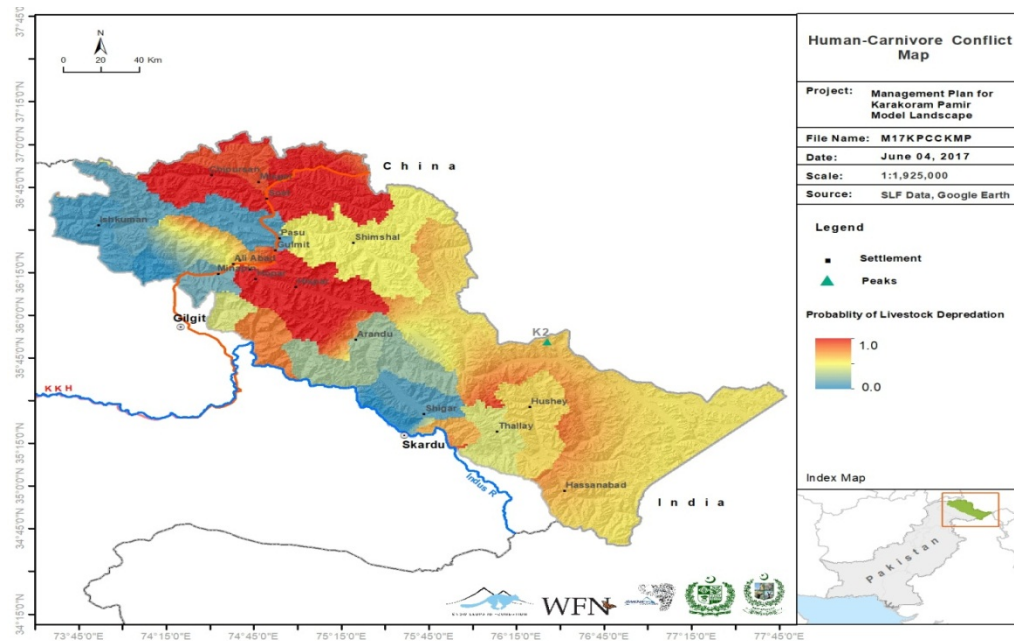 Human-Carnivore Conflict
Map
Project: Management Plan for
Karakoram Pamir
Model Landscape
File Name: M17KPCCKMP
Date: June 04, 2017
Scale: 1:1,925,000
Source: SLF Data, Google Earth
Legend
Settlement
Peaks
Probablity of Livestock Depredation
1.0
0.0
Index Map
Pakistan
N
0 20 40 Km
China
Ishkuman
Pasu
Gulmit
Shimshal
Ali Abad
Gilgit
Arandu
K2
KKH
Shigar
Hushey
Thallay
Skardu
Indus R
Hassanabad
India
WFN
37°45'0"N
37°15'0"N
37°0'0"N
36°45'0"N
36°15'0"N
36°0'0"N
35°45'0"N
35°15'0"N
35°0'0"N
34°45'0"N
34°15'0"N
73°45'0"E
74°15'0"E
74°45'0"E
75°15'0"E
75°45'0"E
76°15'0"E
76°45'0"E
77°15'0"E
77°45'0"E